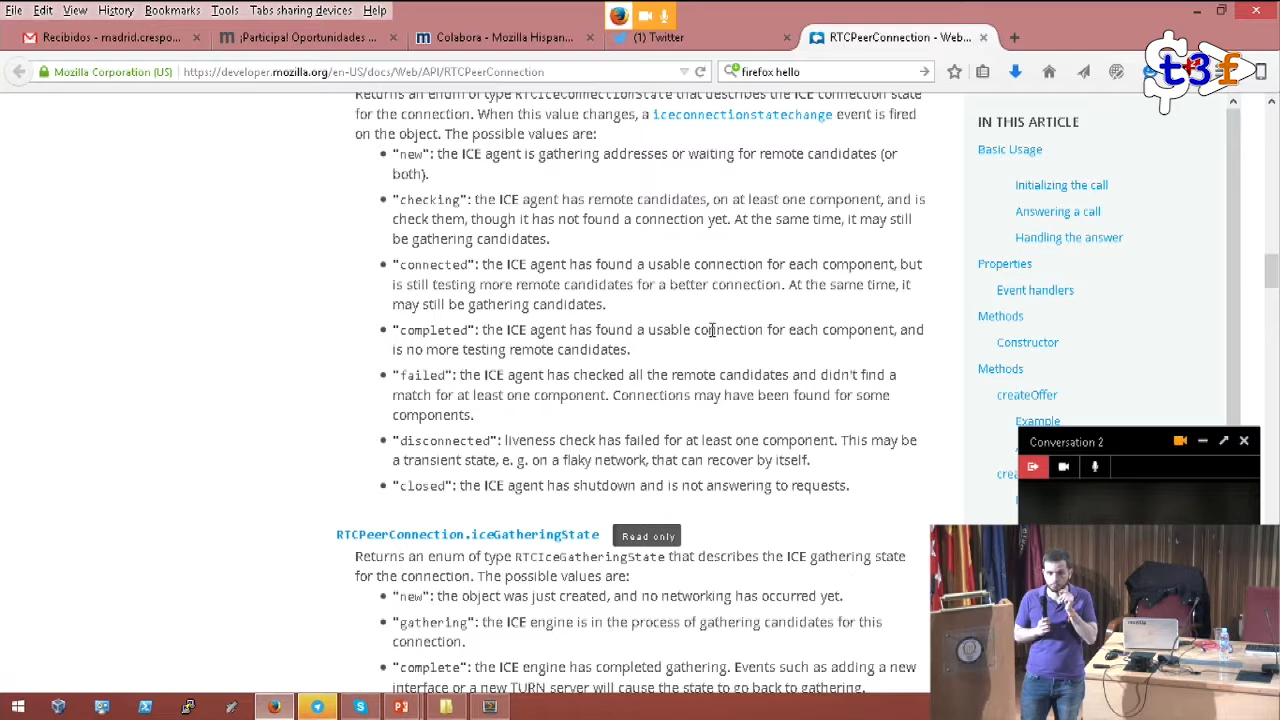 File Edit View History Bookmarks Tools Tabs sharing devices Help
Recibidos - madrid.crespo... ¡Participa! Oportunidades ... Colabora - Mozilla Hispan... (1) Twitter RTCPeerConnection - Web...
Mozilla Corporation (US) https://developer.mozilla.org/en-US/docs/Web/API/RTCPeerConnection firefox hello
t3f
Returns an enum of type RTCIceConnectionState that describes the ICE connection state
for the connection. When this value changes, a iceconnectionstatechange event is fired
on the object. The possible values are:
"new": the ICE agent is gathering addresses or waiting for remote candidates (or
both).
"checking": the ICE agent has remote candidates, on at least one component, and is
check them, though it has not found a connection yet. At the same time, it may still
be gathering candidates.
"connected": the ICE agent has found a usable connection for each component, but
is still testing more remote candidates for a better connection. At the same time, it
may still be gathering candidates.
"completed": the ICE agent has found a usable connection for each component, and
is no more testing remote candidates.
"failed": the ICE agent has checked all the remote candidates and didn't find a
match for at least one component. Connections may have been found for some
components.
"disconnected": liveness check has failed for at least one component. This may be
a transient state, e. g. on a flaky network, that can recover by itself.
"closed": the ICE agent has shutdown and is not answering to requests.
RTCPeerConnection.iceGatheringState Read only
Returns an enum of type RTCIceGatheringState that describes the ICE gathering state
for the connection. The possible values are:
"new": the object was just created, and no networking has occurred yet.
"gathering": the ICE engine is in the process of gathering candidates for this
connection.
"complete": the ICE engine has completed gathering. Events such as adding a new
interface or a new TURN server will cause the state to go back to gathering.
IN THIS ARTICLE
Basic Usage
Initializing the call
Answering a call
Handling the answer
Properties
Event handlers
Methods
Constructor
Methods
createOffer
Example
crea
Conversation 2